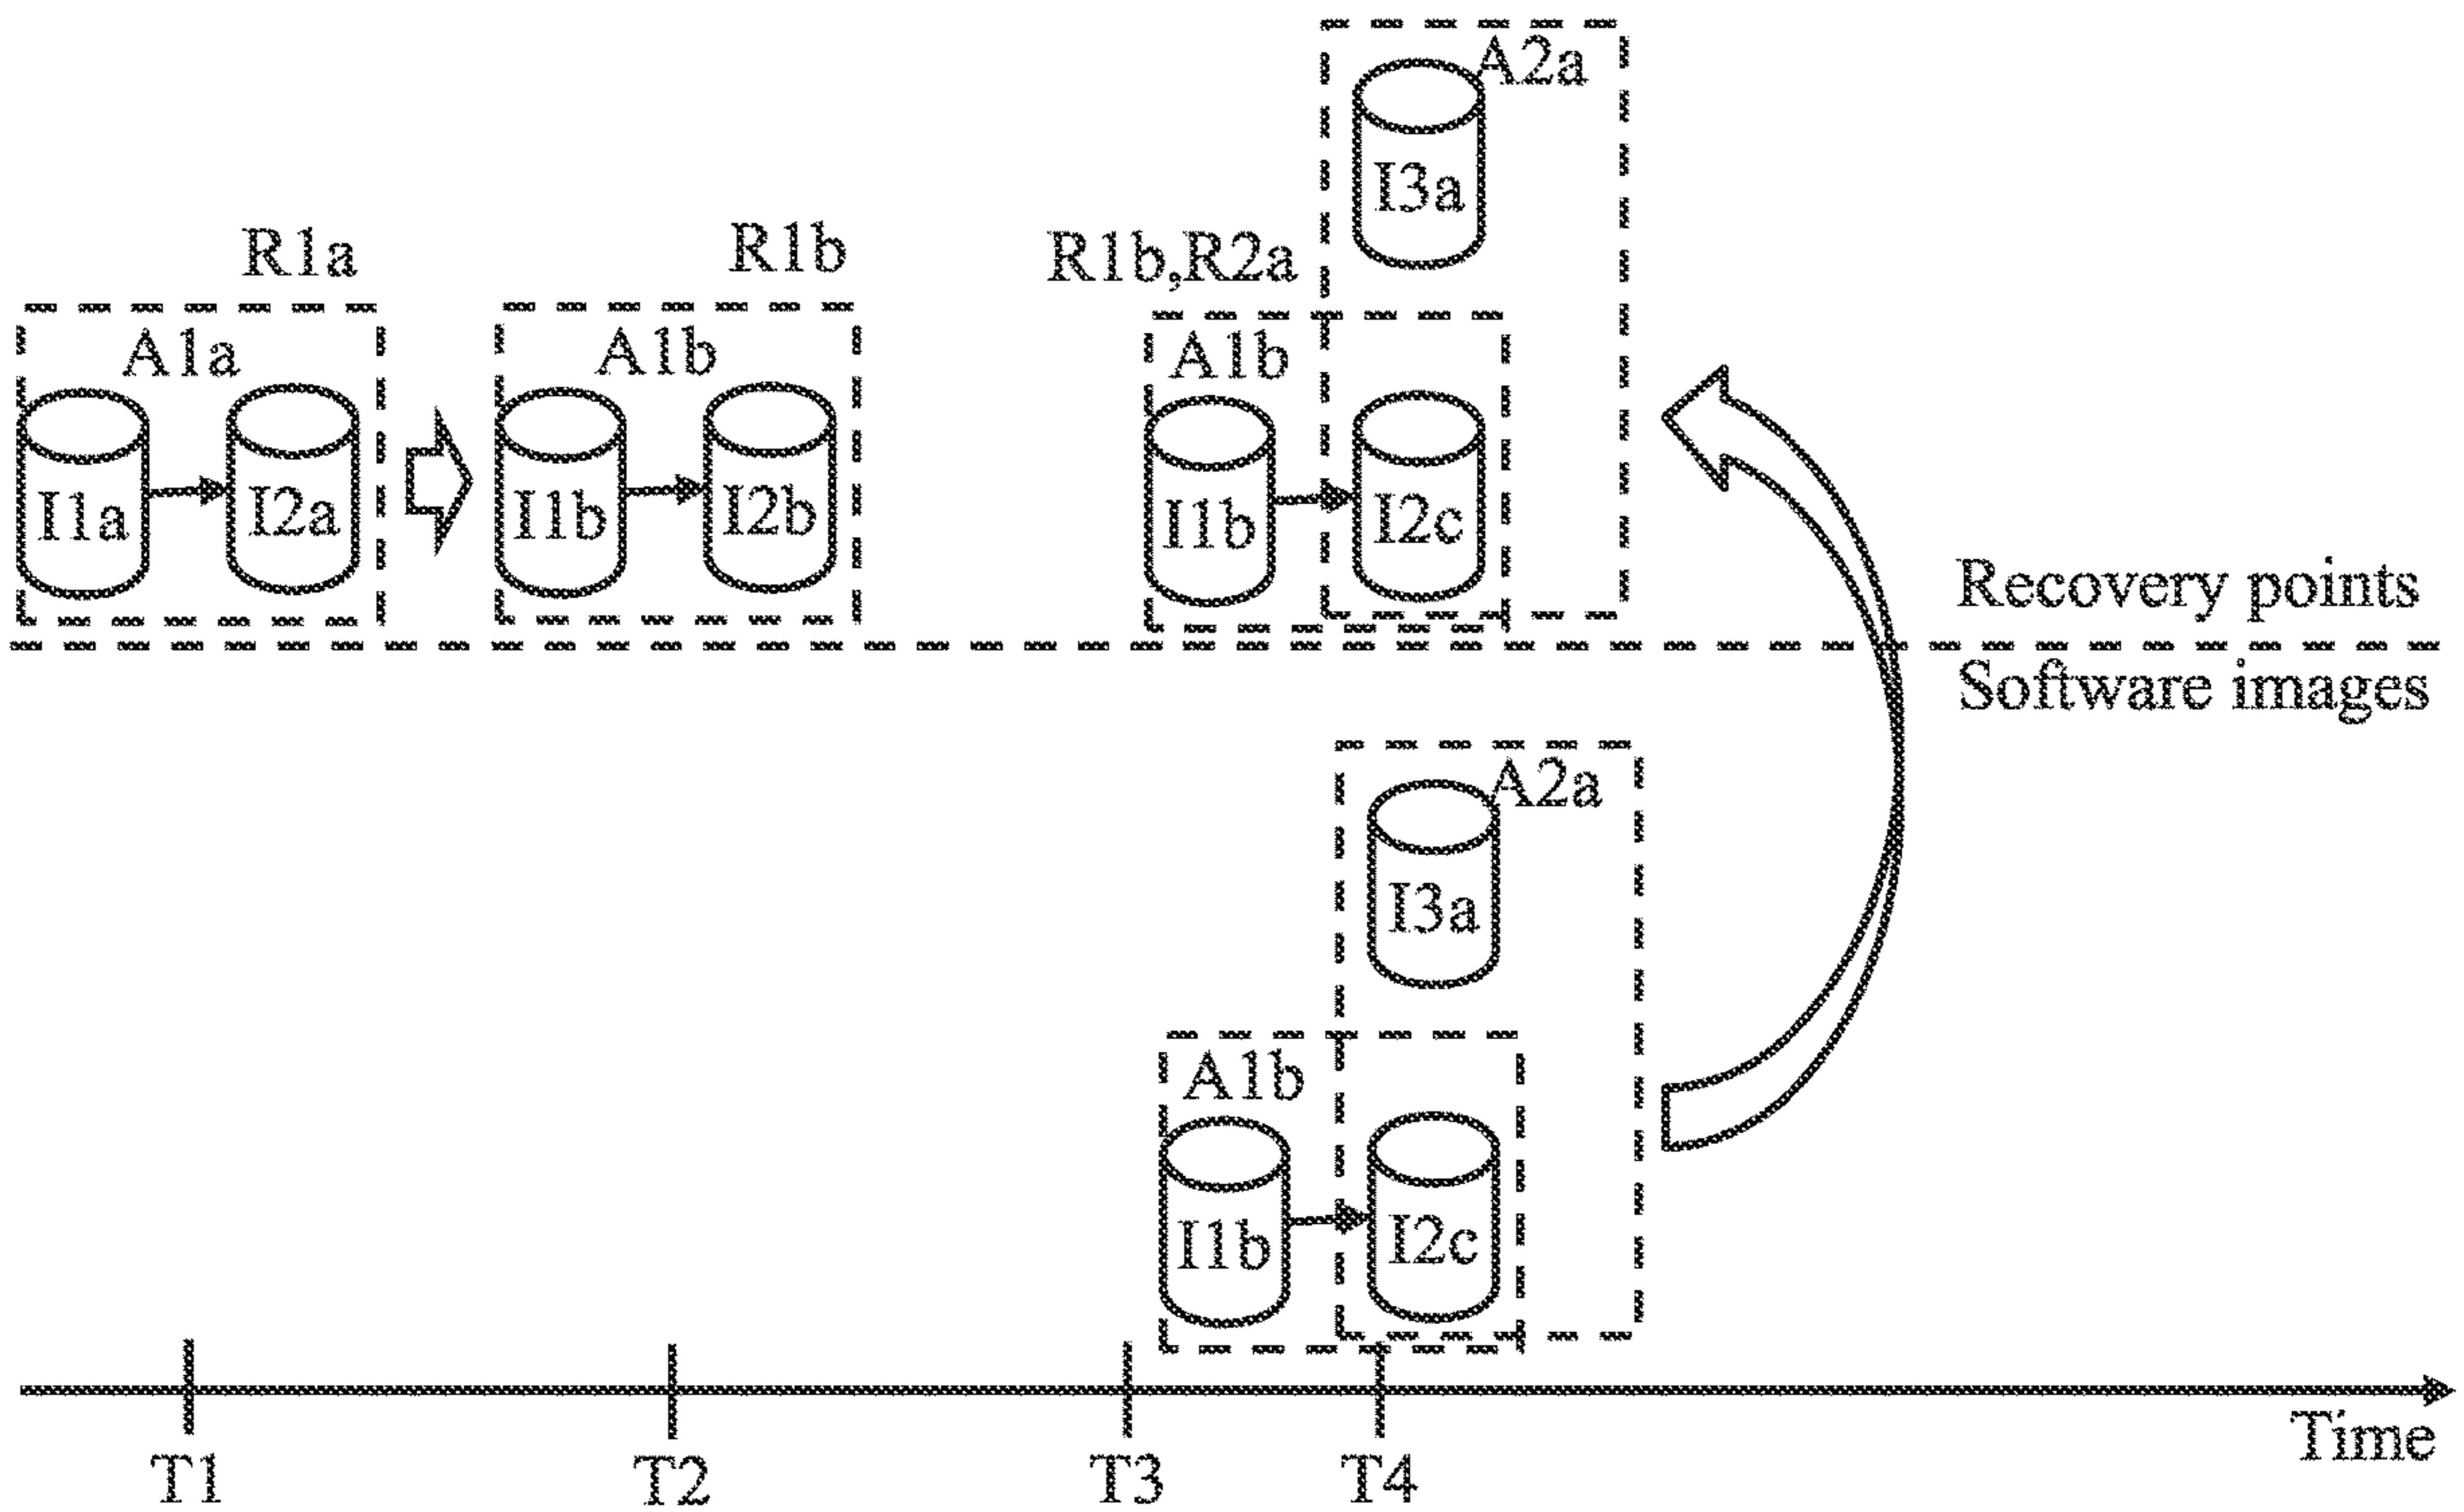 A2a
I3a
R1a
R1b
R1b,R2a
A1a
A1b
A1b
I1a
I2a
I1b
I2b
I1b
I2c
Recovery points
Software images
A2a
I3a
A1b
I1b
I2c
Time
T1
T2
T3
T4